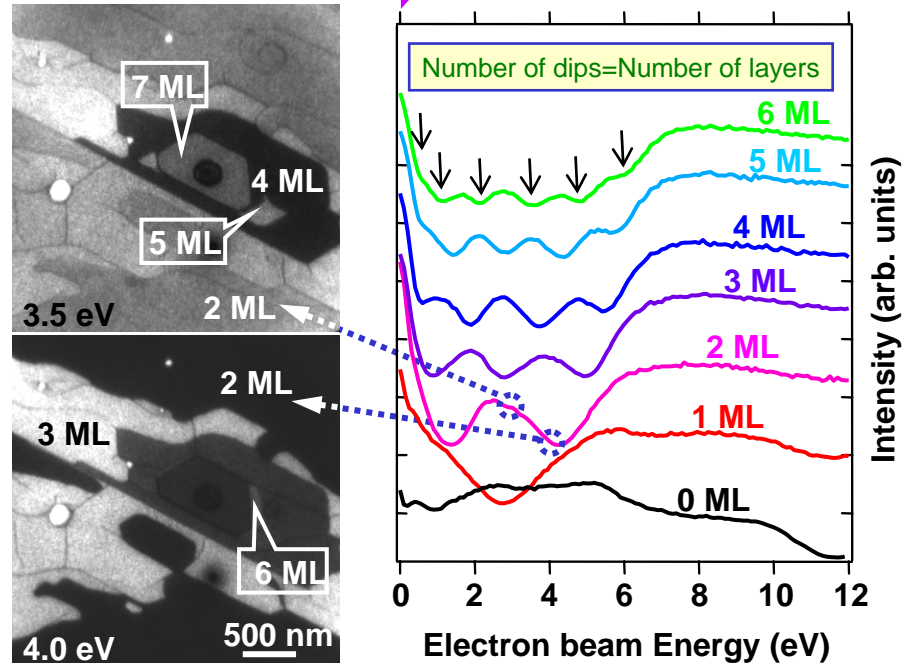 7 ML
4 ML
5 ML
2 ML
3.5 eV
2 ML
3 ML
6 ML
500 nm
4.0 eV
Number of dips=Number of layers
6 ML
5 ML
4 ML
3 ML
2 ML
1 ML
0 ML
Intensity (arb. units)
0 2 4 6 8 10 12
Electron beam Energy (eV)